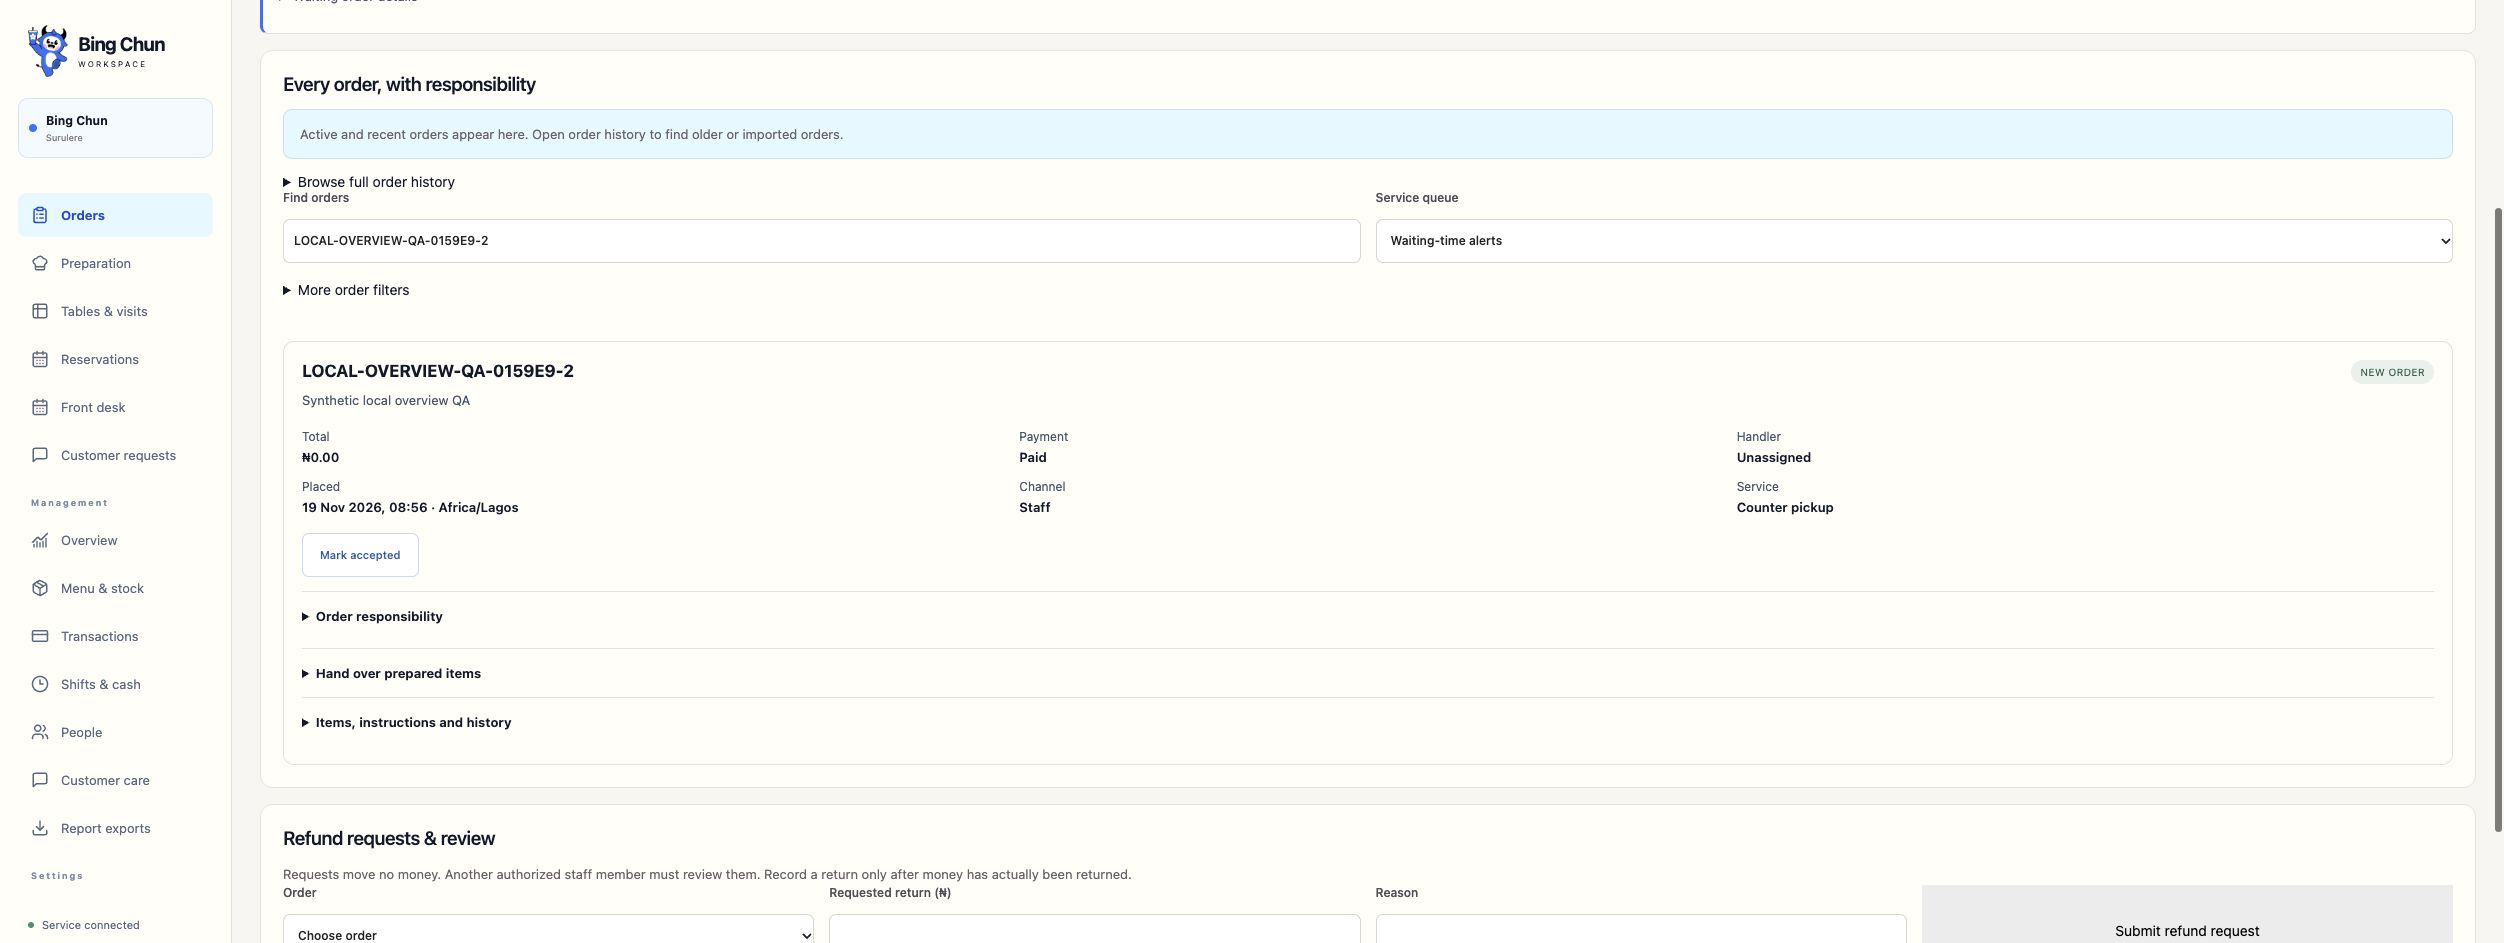 Bing Chun
WORKSPACE
Bing Chun
Surulere
Orders
Preparation
Tables & visits
Reservations
Front desk
Customer requests
Management
Overview
Menu & stock
Transactions
Shifts & cash
People
Customer care
Report exports
Settings
Service connected
Waiting order details
Every order, with responsibility
Active and recent orders appear here. Open order history to find older or imported orders.
Browse full order history
Find orders
Service queue
LOCAL-OVERVIEW-QA-0159E9-2
Waiting-time alerts
More order filters
LOCAL-OVERVIEW-QA-0159E9-2
NEW ORDER
Synthetic local overview QA
Total
Payment
Handler
₦0.00
Paid
Unassigned
Placed
Channel
Service
19 Nov 2026, 08:56 · Africa/Lagos
Staff
Counter pickup
Mark accepted
Order responsibility
Hand over prepared items
Items, instructions and history
Refund requests & review
Requests move no money. Another authorized staff member must review them. Record a return only after money has actually been returned.
Order
Requested return (₦)
Reason
Choose order
Submit refund request